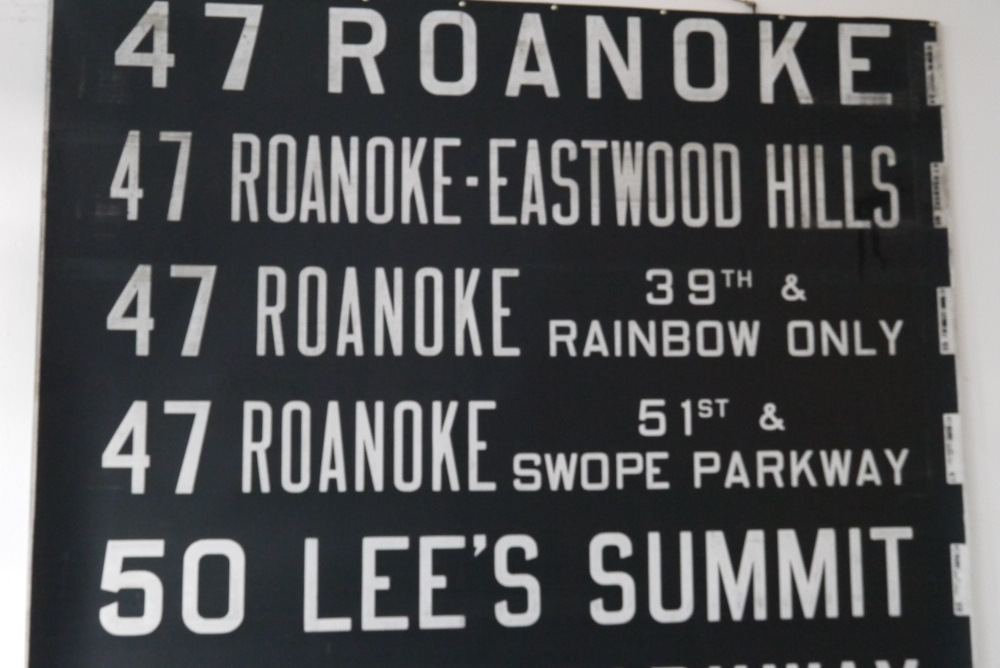 47 ROANOKE
47 ROANOKE-EASTWOOD HILLS
47 ROANOKE 39TH & RAINBOW ONLY
47 ROANOKE 51ST & SWOPE PARKWAY
50 LEE'S SUMMIT